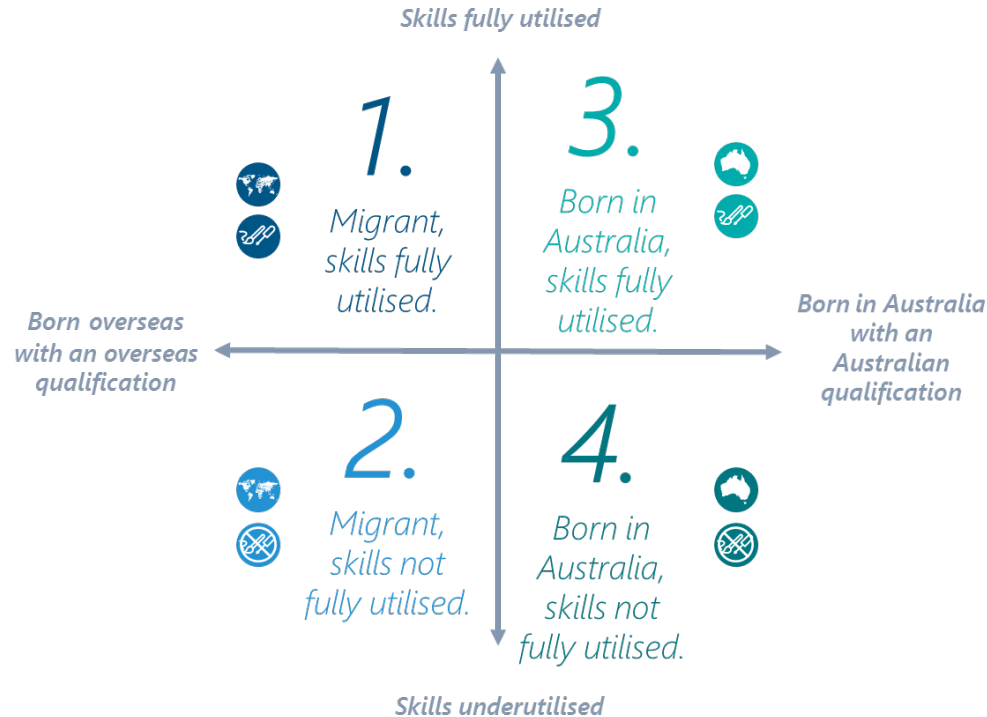 Skills fully utilised
1.
Migrant,
skills fully
utilised.
3.
Born in
Australia,
skills fully
utilised.
Born overseas
with an overseas
qualification
Born in Australia
with an
Australian
qualification
2.
Migrant,
skills not
fully utilised.
4.
Born in
Australia,
skills not
fully utilised.
Skills underutilised